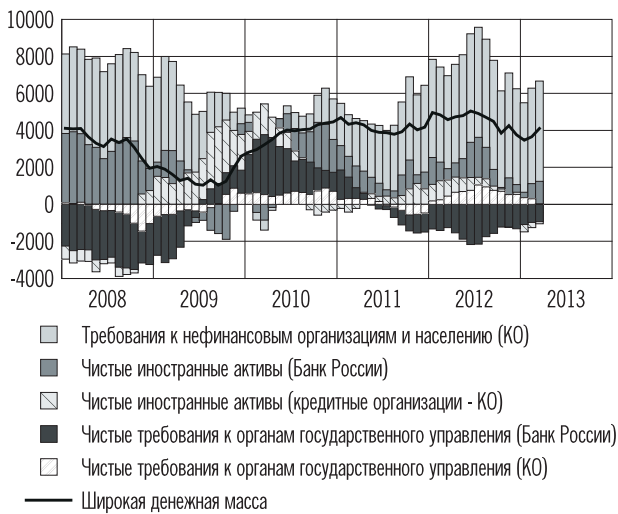 10000
8000
6000
4000
2000
0
-2000
-4000
2008 2009 2010 2011 2012 2013
Требования к нефинансовым организациям и населению (КО)
Чистые иностранные активы (Банк России)
Чистые иностранные активы (кредитные организации - КО)
Чистые требования к органам государственного управления (Банк России)
Чистые требования к органам государственного управления (КО)
Широкая денежная масса